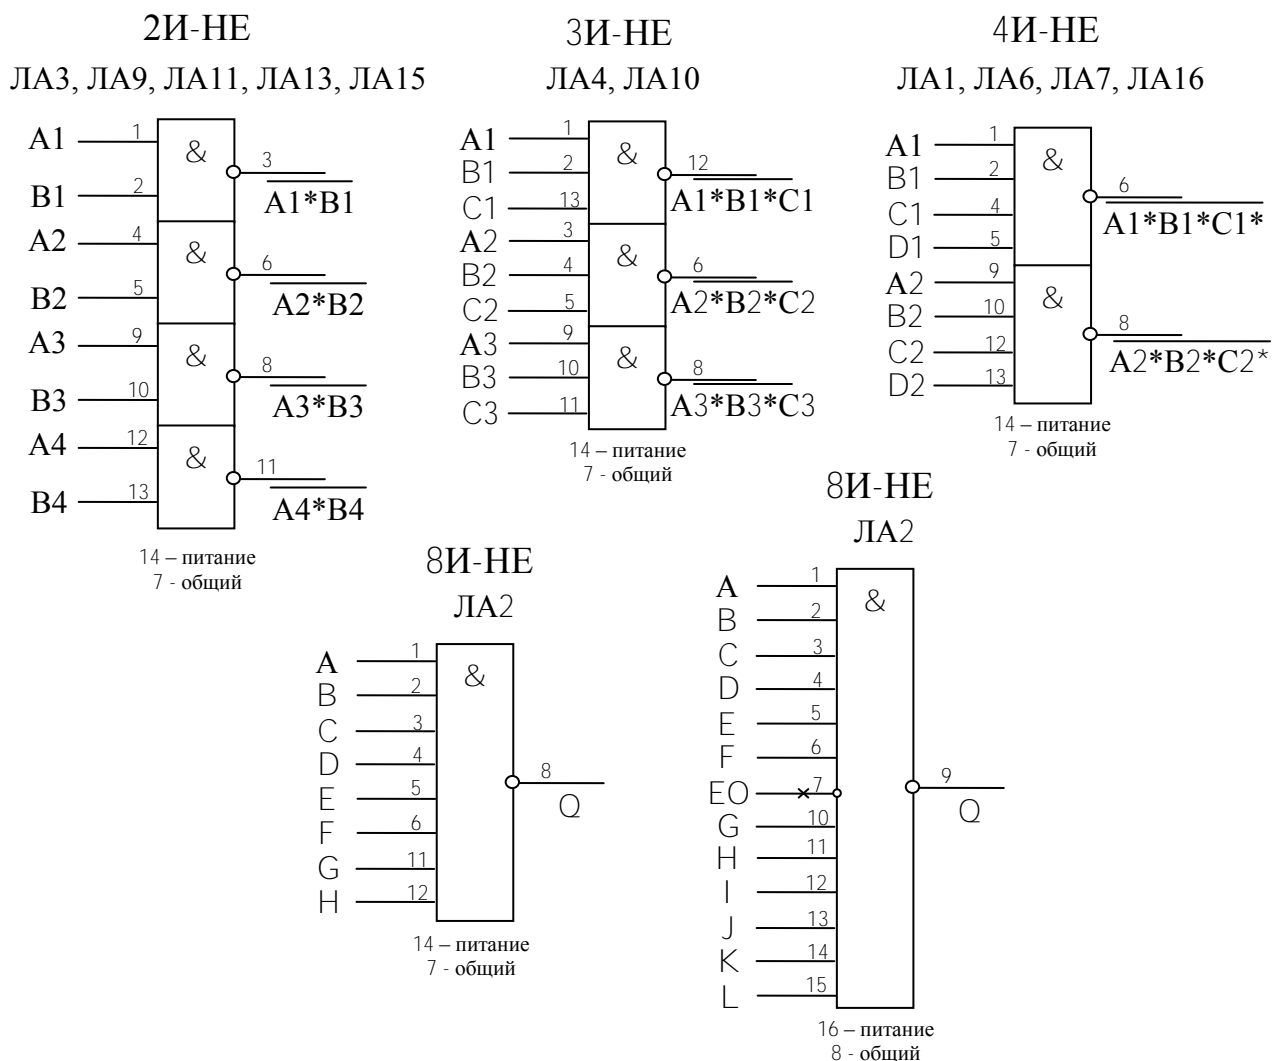 2И-НЕ
ЛА3, ЛА9, ЛА11, ЛА13, ЛА15
A1 1
&
3
B1 2
A1*B1
A2 4
&
6
B2 5
A2*B2
A3 9
&
8
B3 10
A3*B3
A4 12
&
11
B4 13
A4*B4
14 – питание
7 - общий
3И-НЕ
ЛА4, ЛА10
A1 1
&
B1 2
12
C1 13
A1*B1*C1
A2 3
&
B2 4
6
C2 5
A2*B2*C2
A3 9
&
B3 10
8
C3 11
A3*B3*C3
14 – питание
7 - общий
4И-НЕ
ЛА1, ЛА6, ЛА7, ЛА16
A1 1
&
B1 2
6
C1 4
A1*B1*C1*
D1 5
A2 9
&
B2 10
8
C2 12
A2*B2*C2*
D2 13
14 – питание
7 - общий
8И-НЕ
ЛА2
A 1
&
B 2
C 3
D 4
8
E 5
Q
F 6
G 11
H 12
14 – питание
7 - общий
8И-НЕ
ЛА2
A 1
&
B 2
C 3
D 4
E 5
F 6
EO 7
9
Q
G 10
H 11
I 12
J 13
K 14
L 15
16 – питание
8 - общий